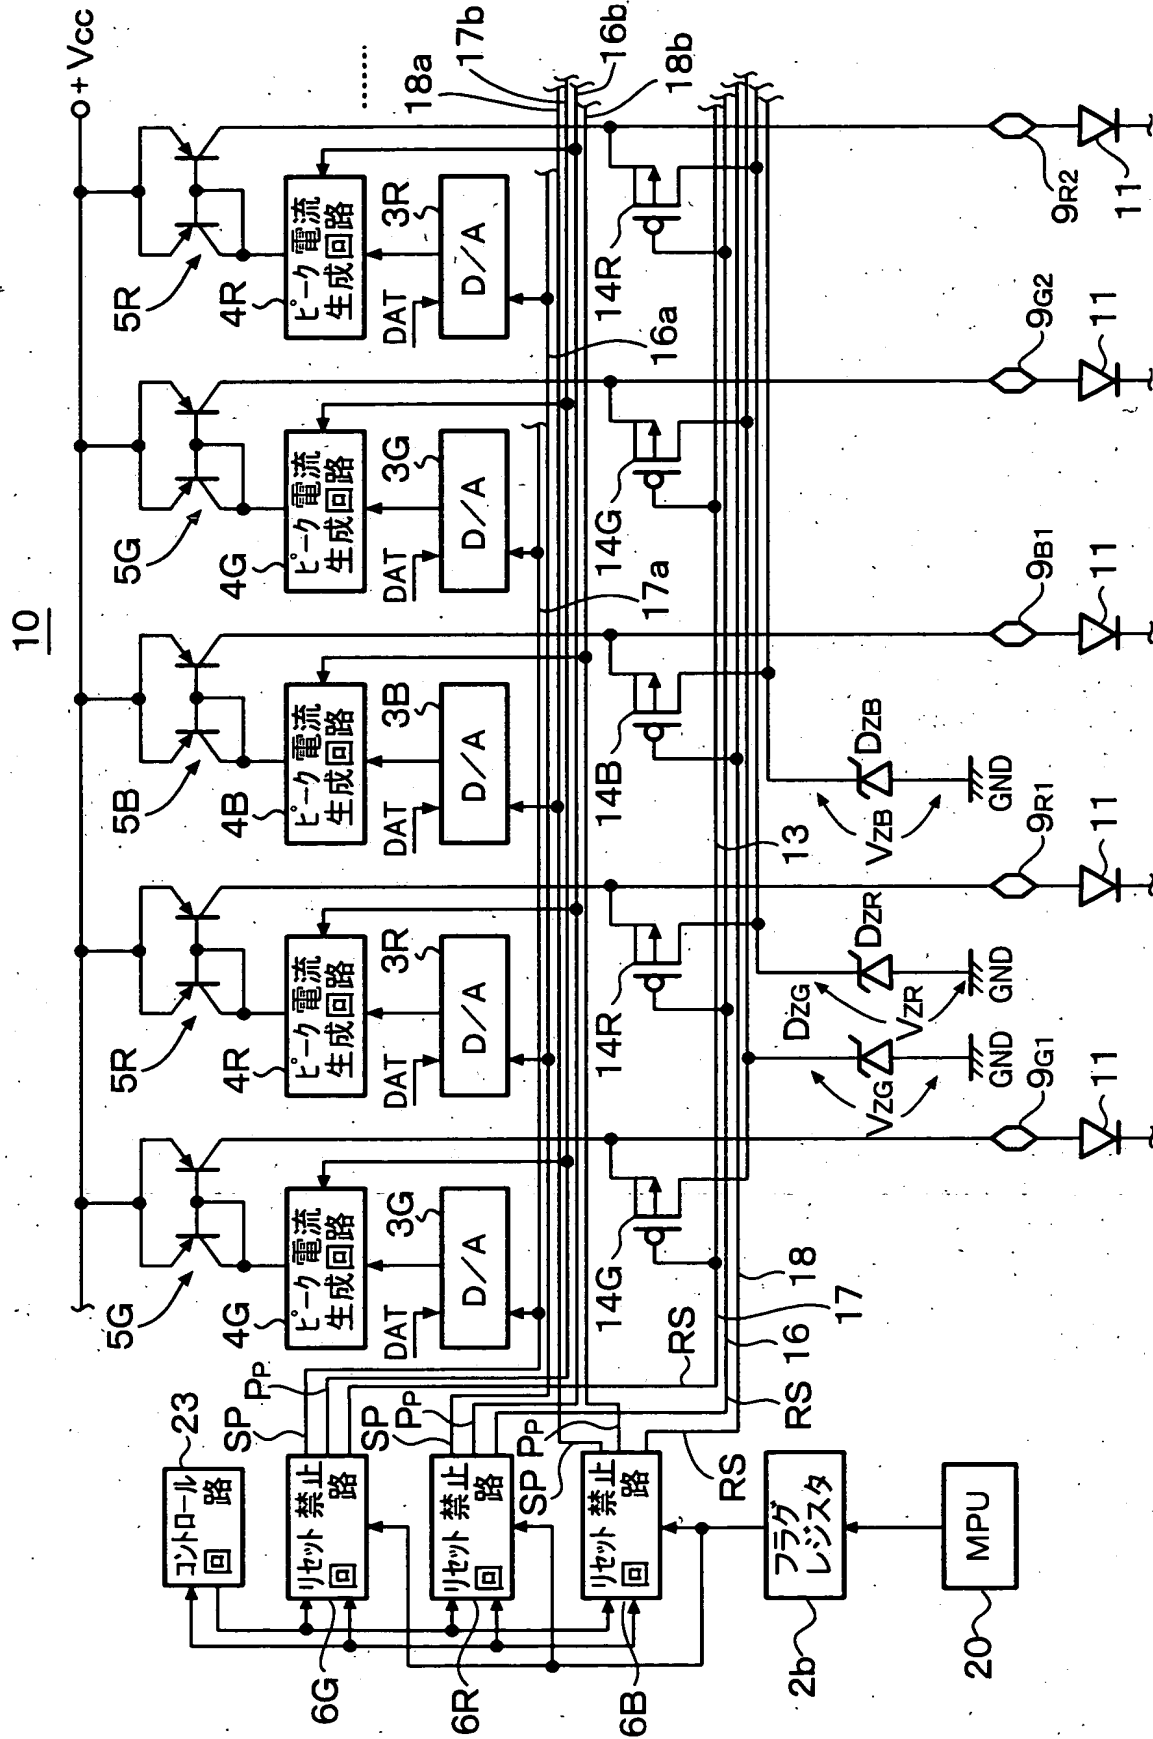 10
+Vcc
コントロール
回路
23
5G
5R
5B
5G
5R
........
リセット禁止
回路
6G
SP
PP
ピーク電流
生成回路
4G
ピーク電流
生成回路
4R
ピーク電流
生成回路
4B
ピーク電流
生成回路
4G
ピーク電流
生成回路
4R
リセット禁止
回路
6R
SP
PP
DAT
D/A
3G
DAT
D/A
3R
DAT
D/A
3B
DAT
D/A
3G
DAT
D/A
3R
18a
17b
16b
18b
17a
16a
リセット禁止
回路
6B
SP
PP
RS
RS
RS
14G
14R
14B
14G
14R
16
17
18
13
フラグ
レジスタ
2b
MPU
20
VZG
DZG
VZR
DZR
VZB
DZB
GND
GND
GND
9G1
9R1
9B1
9G2
9R2
11
11
11
11
11